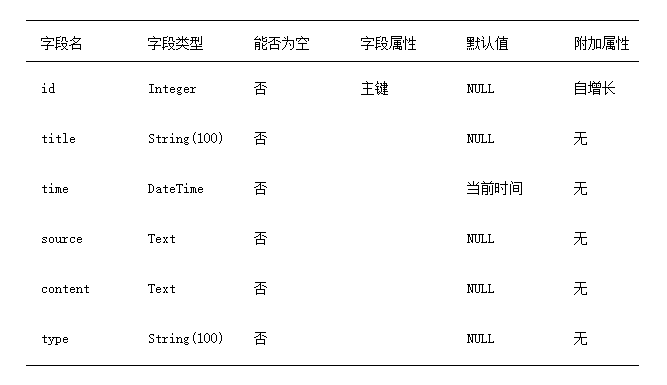 字段名 字段类型 能否为空 字段属性 默认值 附加属性
id Integer 否 主键 NULL 自增长
title String(100) 否 NULL 无
time DateTime 否 当前时间 无
source Text 否 NULL 无
content Text 否 NULL 无
type String(100) 否 NULL 无